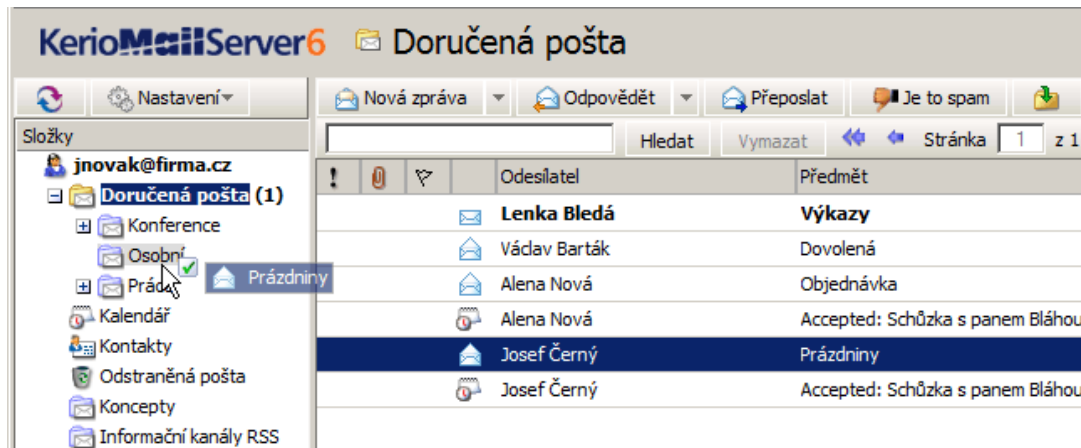 KerioMailServer6 Doručená pošta
Nastavení Nová zpráva Odpovědět Přeposlat Je to spam
Složky Hledat Vymazat Stránka 1 z 1
jnovak@firma.cz ! Odesílatel Předmět
Doručená pošta (1) Lenka Bledá Výkazy
Konference Václav Barták Dovolená
Osobní Alena Nová Objednávka
Prázdniny
Kalendář Alena Nová Accepted: Schůzka s panem Bláhou
Kontakty Josef Černý Prázdniny
Odstraněná pošta Josef Černý Accepted: Schůzka s panem Bláhou
Koncepty
Informační kanály RSS